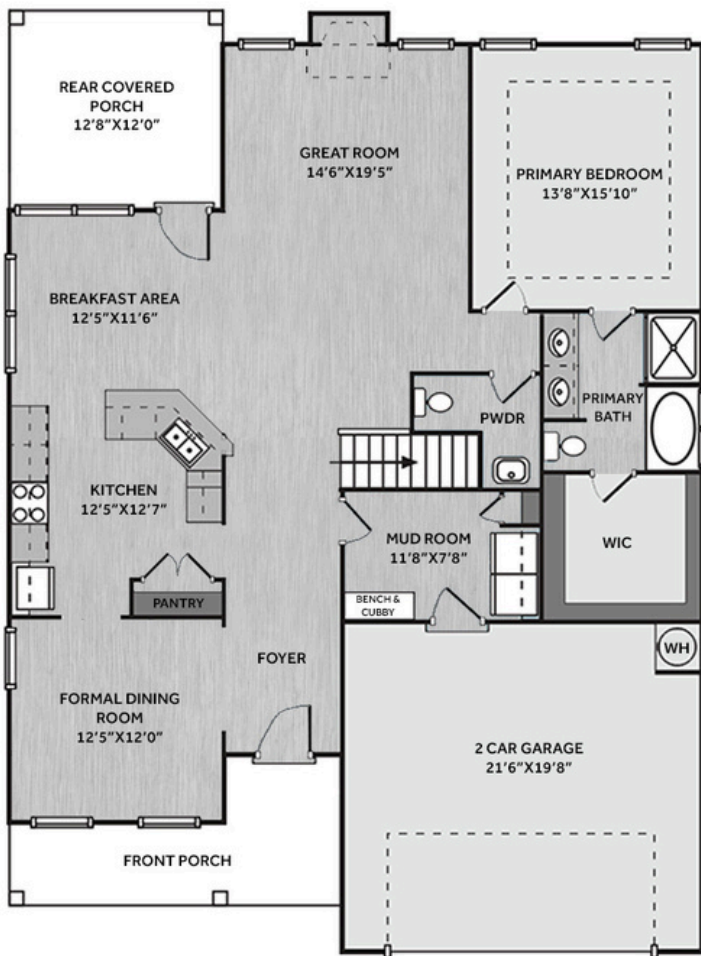 REAR COVERED
PORCH
12'8"X12'0"
GREAT ROOM
14'6"X19'5"
PRIMARY BEDROOM
13'8"X15'10"
BREAKFAST AREA
12'5"X11'6"
PWDR
PRIMARY
BATH
KITCHEN
12'5"X12'7"
MUD ROOM
11'8"X7'8"
WIC
PANTRY
BENCH &
CUBBY
FOYER
WH
FORMAL DINING
ROOM
12'5"X12'0"
2 CAR GARAGE
21'6"X19'8"
FRONT PORCH